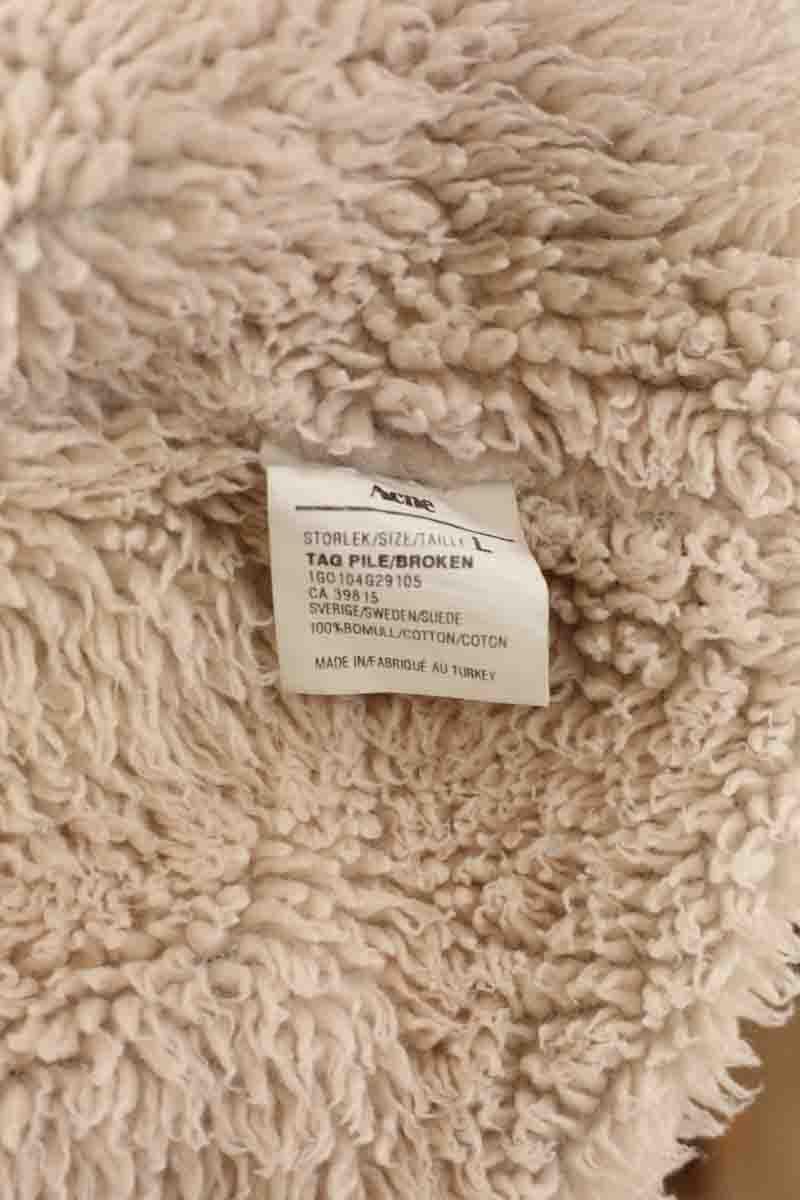 Acne
STORLEK/SIZE/TAILLE L
TAG PILE/BROKEN
1G0104G29105
CA 39815
SVERIGE/SWEDEN/SUEDE
100%BOMULL/COTTON/COTON
MADE IN/FABRIQUÉ AU TURKEY